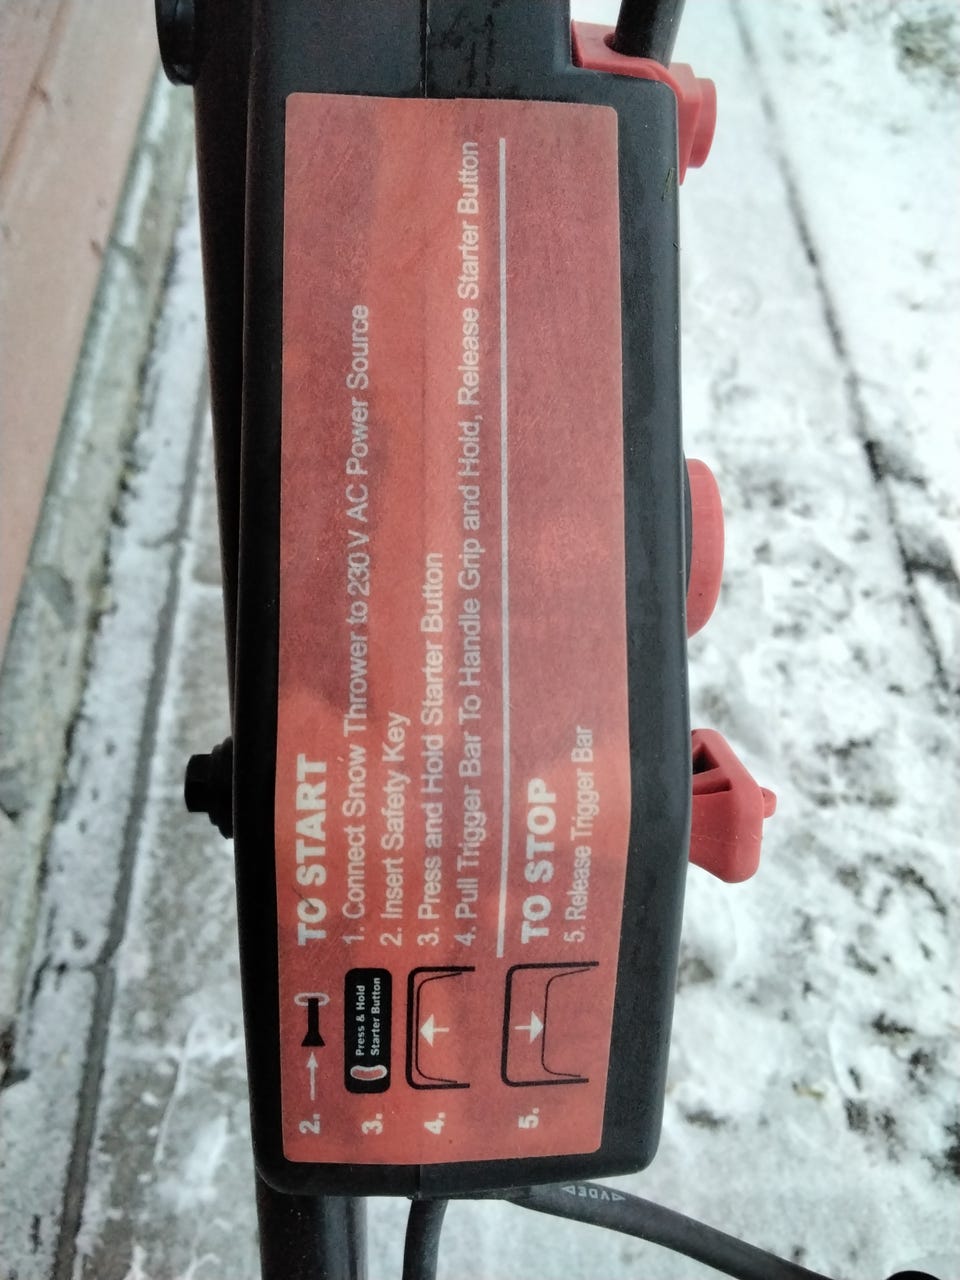 TO START
1. Connect Snow Thrower to 230 V AC Power Source
2. Insert Safety Key
3. Press and Hold Starter Button
4. Pull Trigger Bar To Handle Grip and Hold, Release Starter Button
TO STOP
5. Release Trigger Bar
2.
3.
Press & Hold
Starter Button
4.
5.
VDE